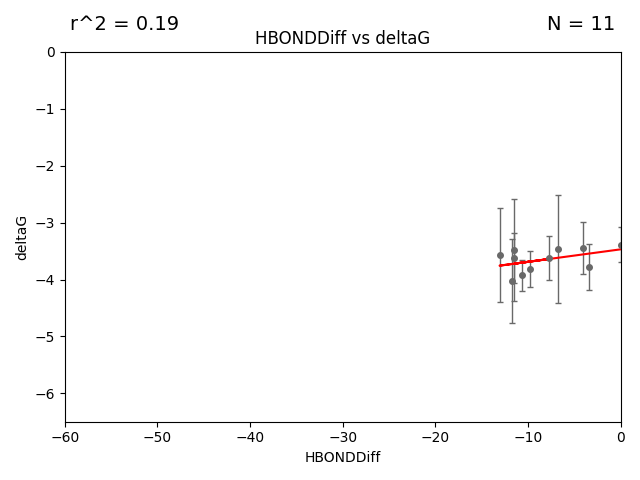 r^2 = 0.19
N = 11
HBONDDiff vs deltaG
0
−1
−2
−3
−4
−5
−6
deltaG
−60
−50
−40
−30
−20
−10
0
HBONDDiff